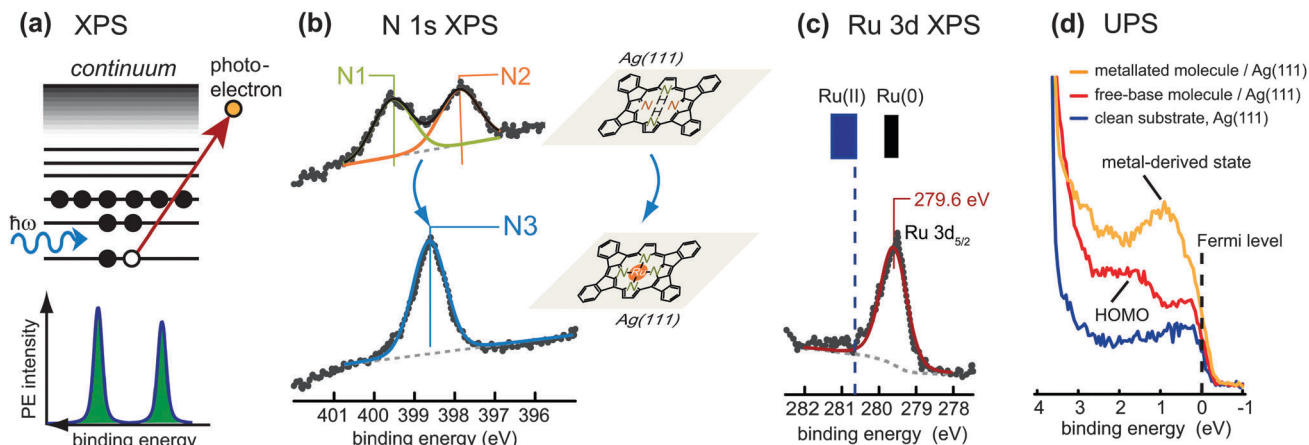 (a) XPS
continuum
photo-
electron
ħω
PE intensity
binding energy
(b) N 1s XPS
N1
N2
N3
Ag(111)
N
N
N
N
H
H
Ru
N
N
N
N
Ag(111)
401 400 399 398 397 396
binding energy (eV)
(c) Ru 3d XPS
Ru(II)
Ru(0)
279.6 eV
Ru 3d5/2
282 281 280 279 278
binding energy (eV)
(d) UPS
metallated molecule / Ag(111)
free-base molecule / Ag(111)
clean substrate, Ag(111)
metal-derived state
Fermi level
HOMO
4 3 2 1 0 -1
binding energy (eV)